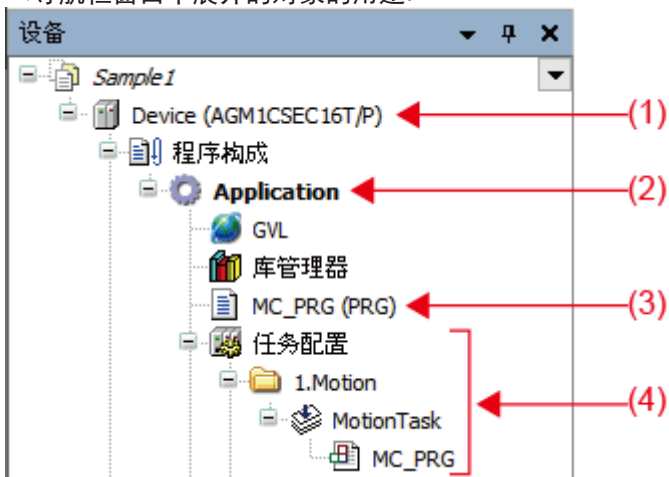 设备
Sample1
Device (AGM1CSEC16T/P) (1)
程序构成
Application (2)
GVL
库管理器
MC_PRG (PRG) (3)
任务配置
1.Motion (4)
MotionTask
MC_PRG